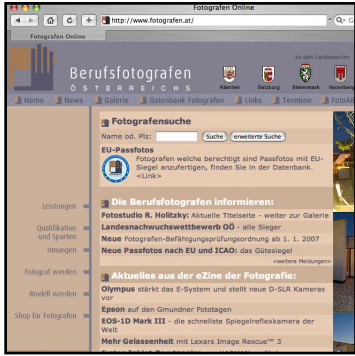 Fotografen Online
http://www.fotografen.at/
Fotografen Online
zu den Landesseiten
Berufsfotografen
ÖSTERREICHS
Kärnten Salzburg Steiermark Vorarlberg
Home News Galerie Datenbank Fotografen Links Termine FotoAll
Fotografensuche
Name od. Plz: Suche erweiterte Suche
EU-Passfotos
Fotografen welche berechtigt sind Passfotos mit EU-
Siegel anzufertigen, finden Sie in der Datenbank.
<Link>
Leistungen
Qualifikation
und Sparten
Innungen
Fotograf werden
Modell werden
Shop für Fotografen
Die Berufsfotografen informieren:
Fotostudio R. Holitzky: Aktuelle Titelseite - weiter zur Galerie
Landesnachwuchswettbewerb OÖ - alle Sieger
Neue Fotografen-Befähigungsprüfungsordnung ab 1. 1. 2007
Neue Passfotos nach EU und ICAO: das Gütesiegel
<weitere Meldungen>
Aktuelles aus der eZine der Fotografie:
Olympus stärkt das E-System und stellt neue D-SLR Kameras
vor
Epson auf den Gmundner Fototagen
EOS-1D Mark III - die schnellste Spiegelreflexkamera der
Welt
Mehr Gelassenheit mit Lexars Image Rescue™ 3